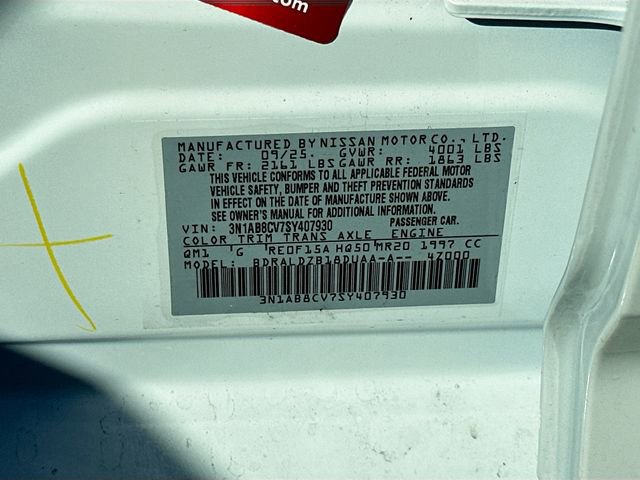 .com
MANUFACTURED BY NISSAN MOTOR CO., LTD.
DATE: 09/25. GVWR: 4001 LBS
GAWR FR: 2161 LBS GAWR RR: 1863 LBS
THIS VEHICLE CONFORMS TO ALL APPLICABLE FEDERAL MOTOR
VEHICLE SAFETY, BUMPER AND THEFT PREVENTION STANDARDS
IN EFFECT ON THE DATE OF MANUFACTURE SHOWN ABOVE.
SEE OWNER'S MANUAL FOR ADDITIONAL INFORMATION.
VIN: 3N1AB8CV7SY407930 PASSENGER CAR.
COLOR TRIM TRANS AXLE ENGINE
QM1 G RE0F15A HQ50 MR20 1997 CC
MODEL: BDRALDZB18DUAA-A-- 4Z000
3N1AB8CV7SY407930